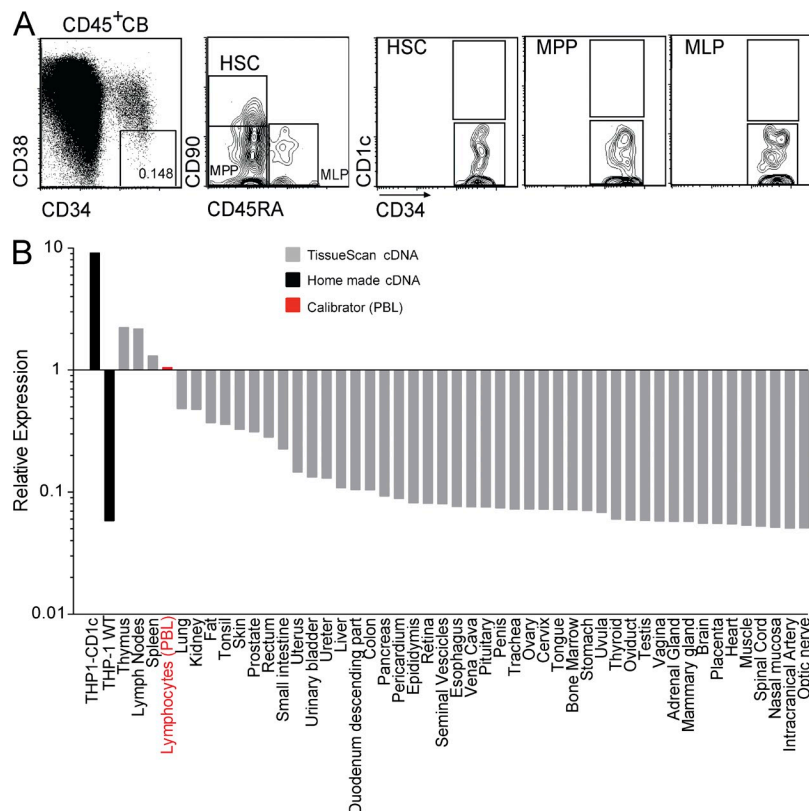 A
CD45+CB
CD38
0.148
CD34
HSC
CD90
MPP
MLP
CD45RA
HSC
MPP
MLP
CD1c
CD34
B
TissueScan cDNA
Home made cDNA
Calibrator (PBL)
Relative Expression
10
1
0.1
0.01
THP1-CD1c
THP-1 WT
Thymus
Lymph Nodes
Spleen
Lymphocytes (PBL)
Lung
Kidney
Fat
Tonsil
Skin
Prostate
Rectum
Small intestine
Uterus
Urinary bladder
Ureter
Liver
Duodenum descending part
Colon
Pancreas
Pericardium
Epididymis
Retina
Seminal Vescicles
Esophagus
Vena Cava
Pituitary
Penis
Trachea
Ovary
Cervix
Tongue
Bone Marrow
Stomach
Uvula
Thyroid
Oviduct
Testis
Vagina
Adrenal Gland
Mammary gland
Brain
Placenta
Heart
Muscle
Spinal Cord
Nasal mucosa
Intracranical Artery
Optic nerve